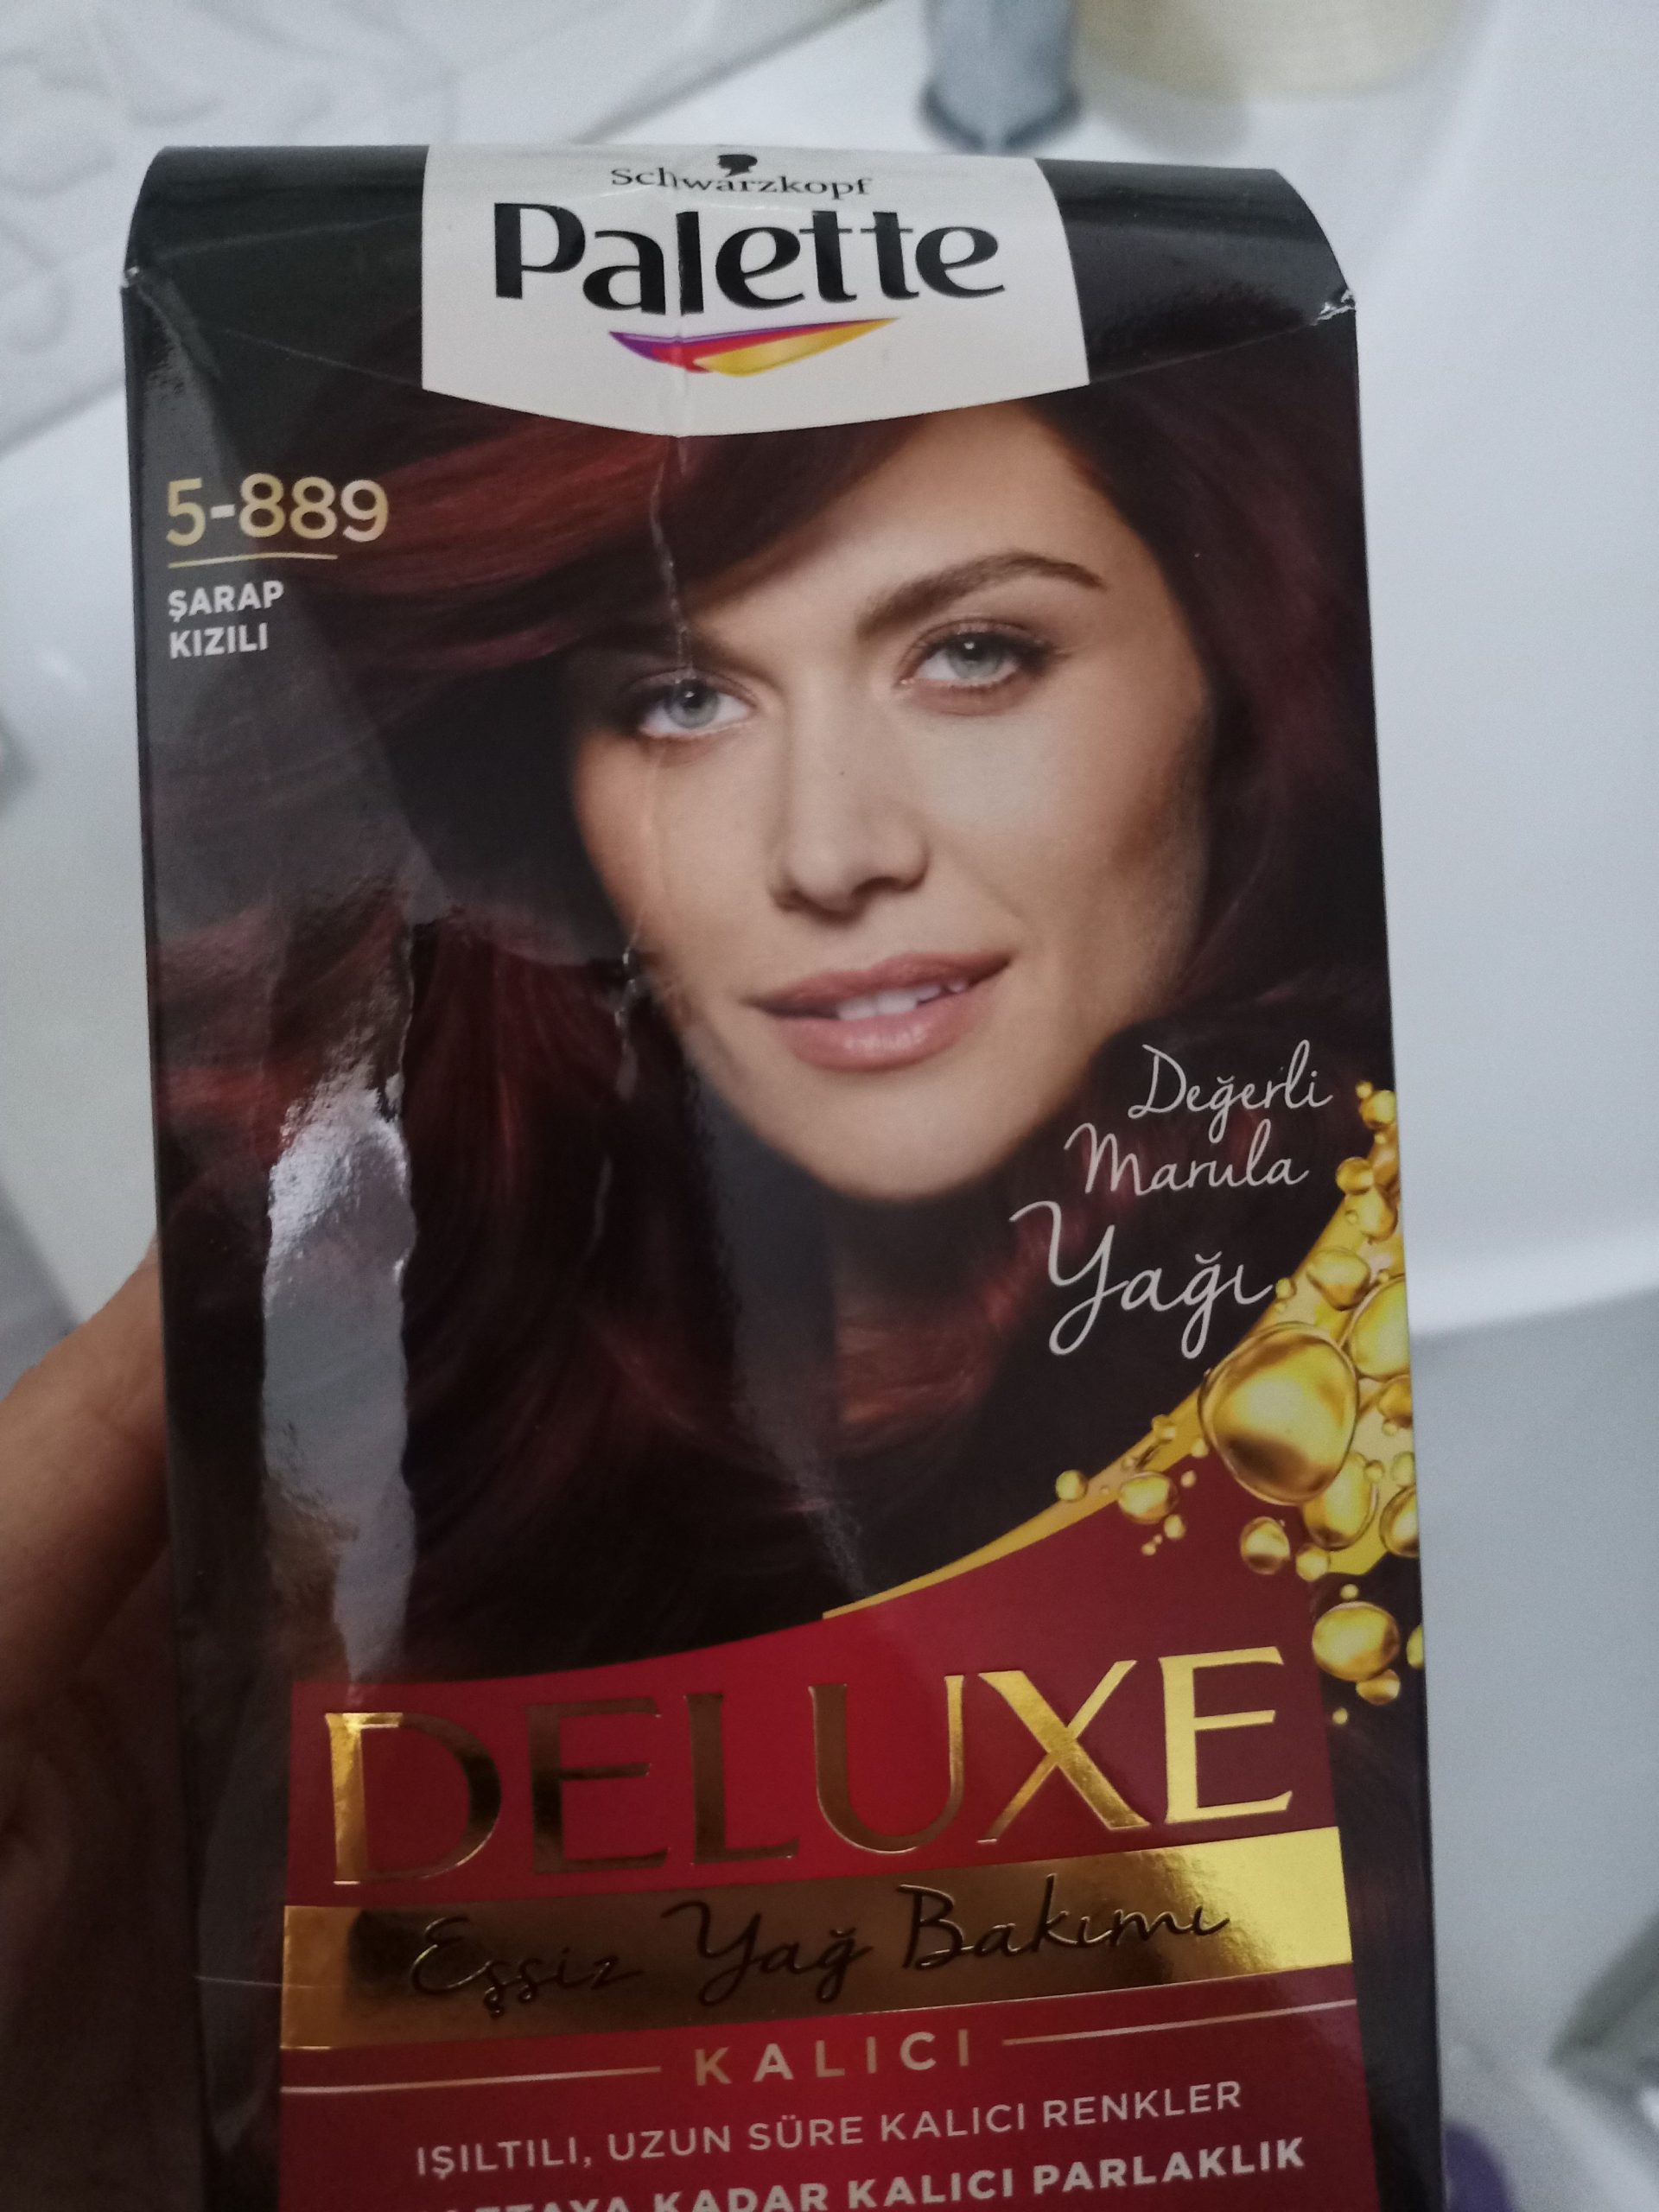 Schwarzkopf
Palette
5-889
ŞARAP
KIZILI
Değerli
Marula
Yağı
DELUXE
Eşsiz Yağ Bakımı
KALICI
IŞILTILI, UZUN SÜRE KALICI RENKLER
KADAR KALICI PARLAKLIK